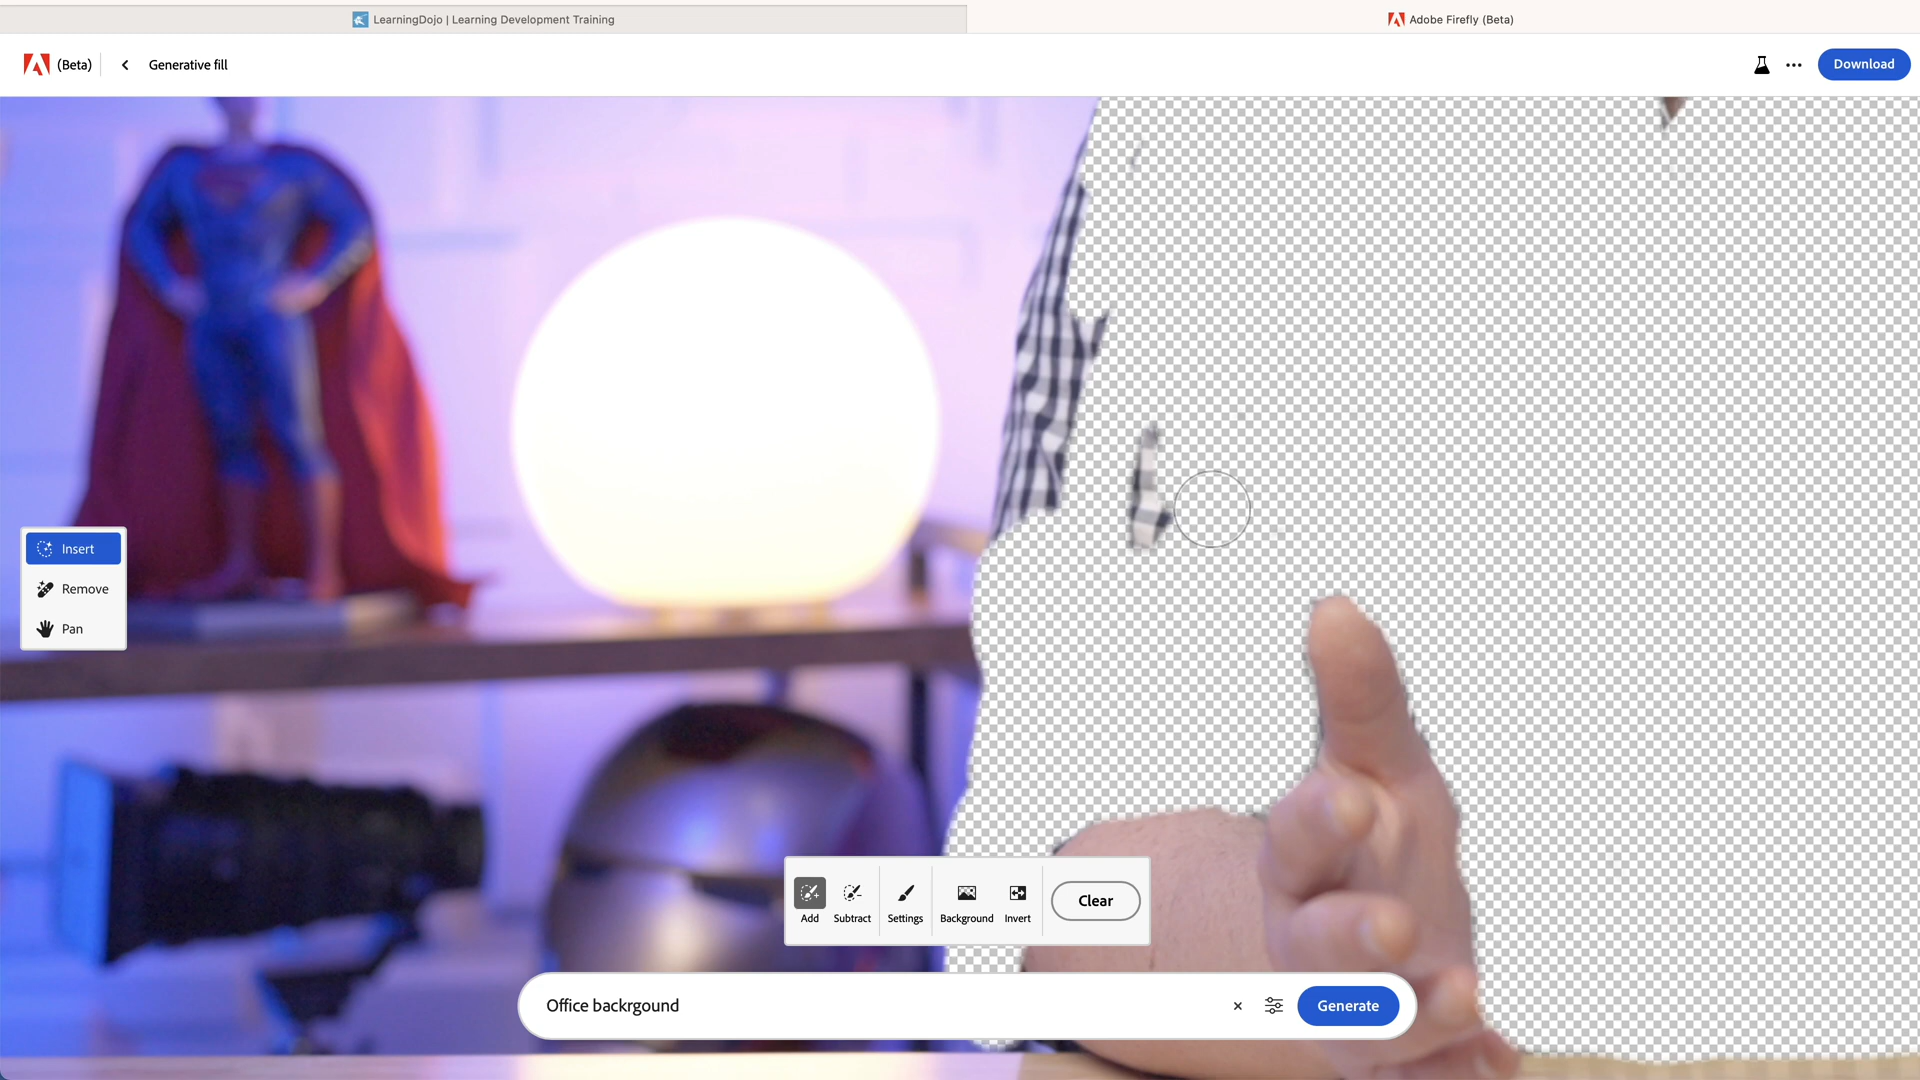 LearningDojo | Learning Development Training
Adobe Firefly (Beta)
(Beta)
Generative fill
Download
Insert
Remove
Pan
Add
Subtract
Settings
Background
Invert
Clear
Office backrgound
Generate